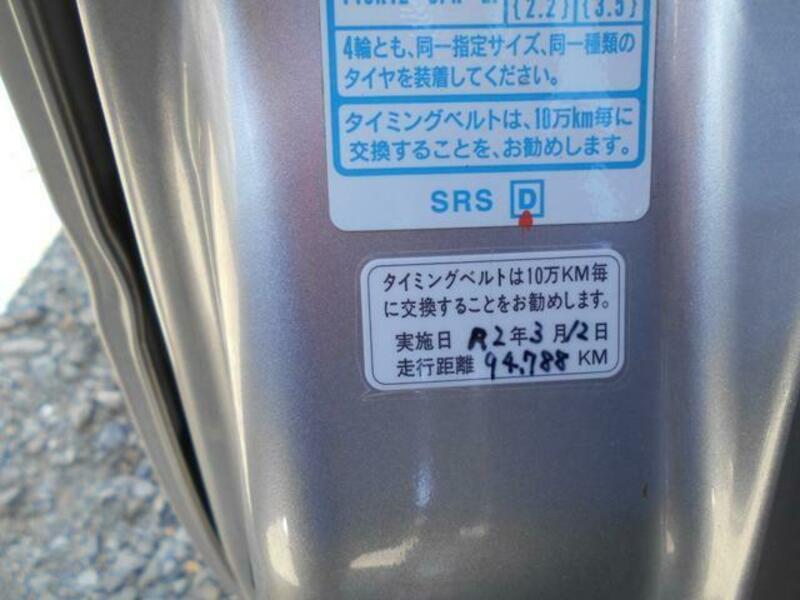 {2.2} {3.5}
4輪とも、同一指定サイズ、同一種類の
タイヤを装着してください。
タイミングベルトは、10万km毎に
交換することを、お勧めします。
SRS D
タイミングベルトは10万KM毎
に交換することをお勧めします。
実施日 R2年3月12日
走行距離 94.788 KM